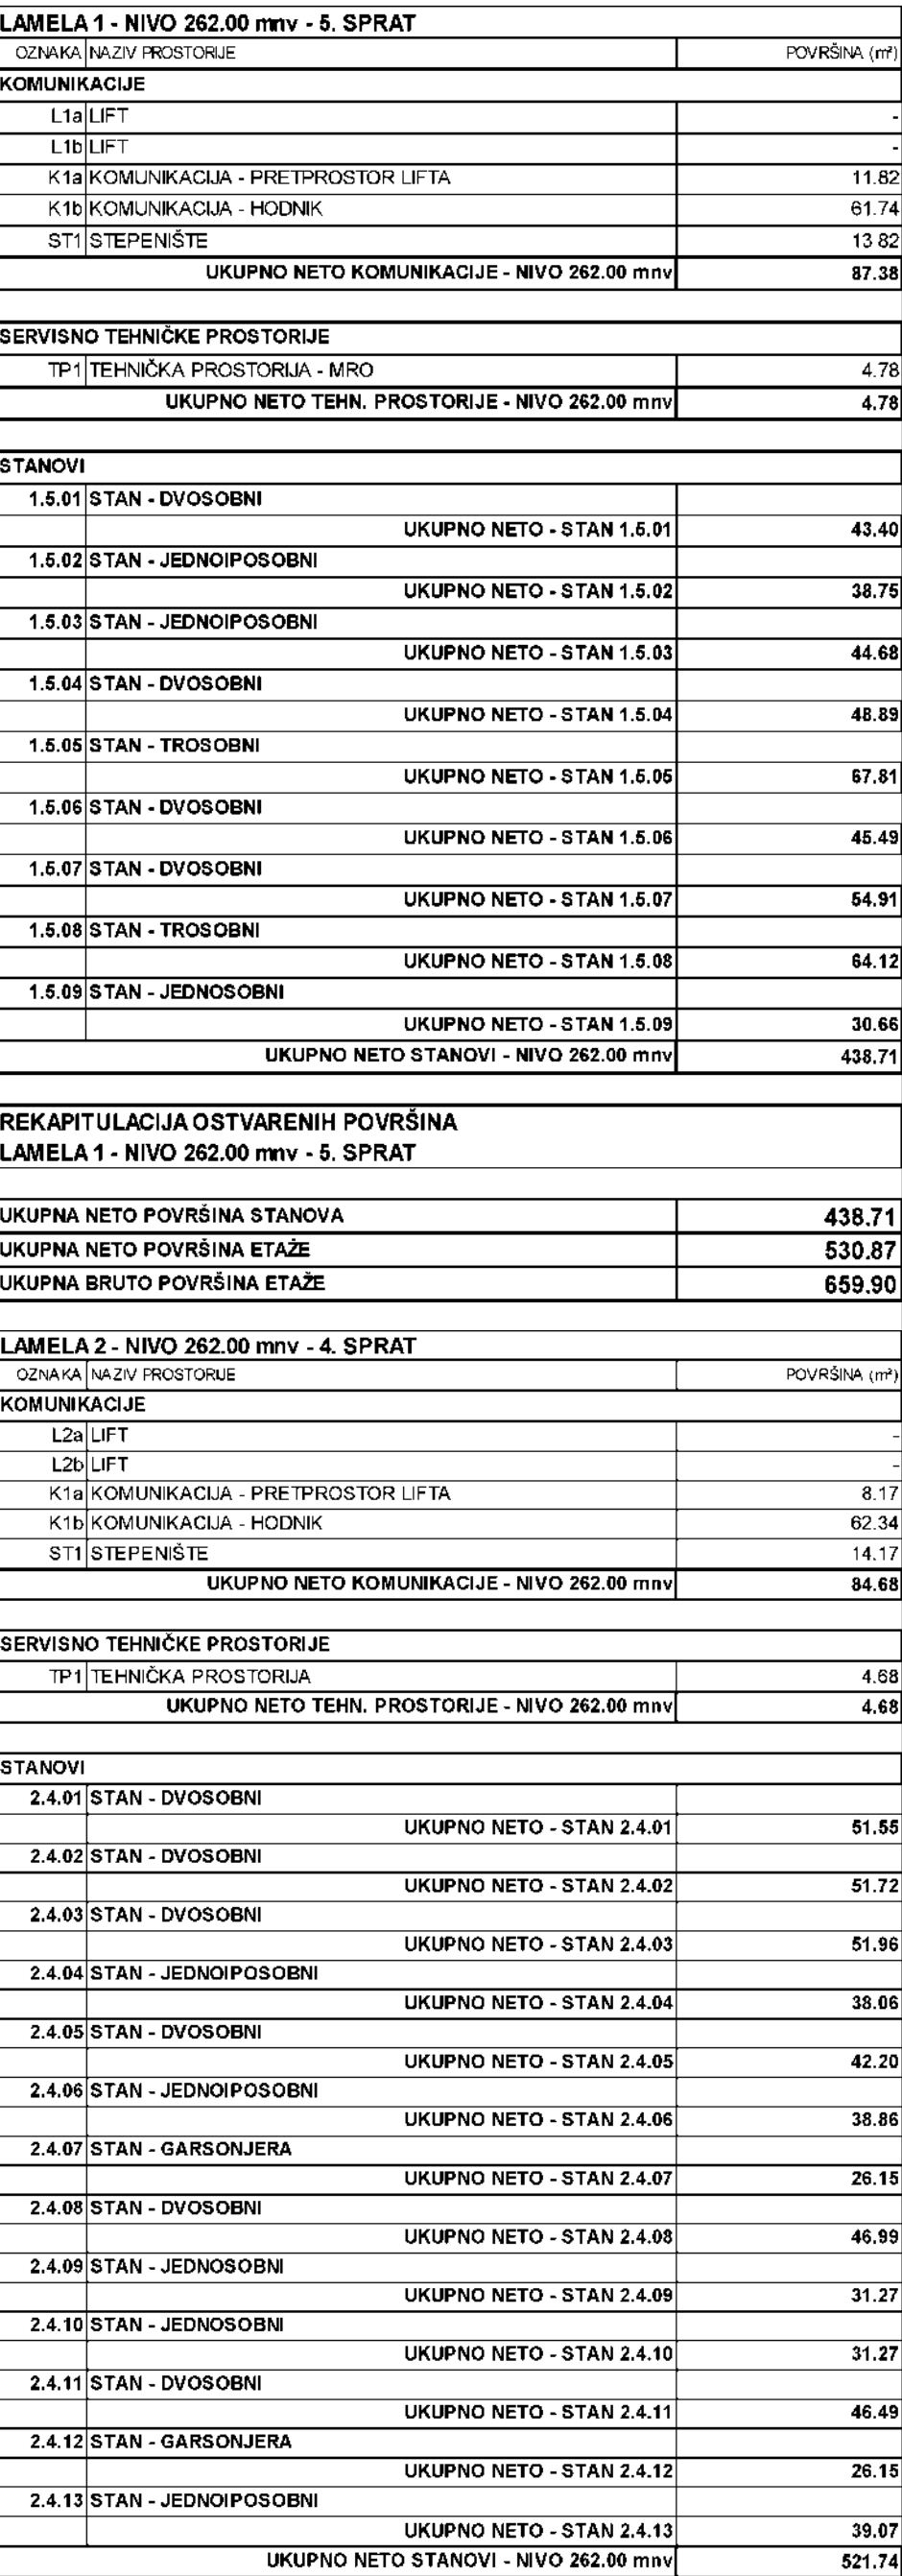 LAMELA 1 - NIVO 262.00 mnv - 5. SPRAT
OZNAKA NAZIV PROSTORIJE POVRŠINA (m²)
KOMUNIKACIJE
L1a LIFT -
L1b LIFT -
K1a KOMUNIKACIJA - PRETPROSTOR LIFTA 11.82
K1b KOMUNIKACIJA - HODNIK 61.74
ST1 STEPENIŠTE 13.82
UKUPNO NETO KOMUNIKACIJE - NIVO 262.00 mnv 87.38
SERVISNO TEHNIČKE PROSTORIJE
TP1 TEHNIČKA PROSTORIJA - MRO 4.78
UKUPNO NETO TEHN. PROSTORIJE - NIVO 262.00 mnv 4.78
STANOVI
1.5.01 STAN - DVOSOBNI
UKUPNO NETO - STAN 1.5.01 43.40
1.5.02 STAN - JEDNOIPOSOBNI
UKUPNO NETO - STAN 1.5.02 38.75
1.5.03 STAN - JEDNOIPOSOBNI
UKUPNO NETO - STAN 1.5.03 44.68
1.5.04 STAN - DVOSOBNI
UKUPNO NETO - STAN 1.5.04 48.89
1.5.05 STAN - TROSOBNI
UKUPNO NETO - STAN 1.5.05 67.81
1.5.06 STAN - DVOSOBNI
UKUPNO NETO - STAN 1.5.06 45.49
1.5.07 STAN - DVOSOBNI
UKUPNO NETO - STAN 1.5.07 54.91
1.5.08 STAN - TROSOBNI
UKUPNO NETO - STAN 1.5.08 64.12
1.5.09 STAN - JEDNOSOBNI
UKUPNO NETO - STAN 1.5.09 30.66
UKUPNO NETO STANOVI - NIVO 262.00 mnv 438.71
REKAPITULACIJA OSTVARENIH POVRŠINA
LAMELA 1 - NIVO 262.00 mnv - 5. SPRAT
UKUPNA NETO POVRŠINA STANOVA 438.71
UKUPNA NETO POVRŠINA ETAŽE 530.87
UKUPNA BRUTO POVRŠINA ETAŽE 659.90
LAMELA 2 - NIVO 262.00 mnv - 4. SPRAT
OZNAKA NAZIV PROSTORIJE POVRŠINA (m²)
KOMUNIKACIJE
L2a LIFT -
L2b LIFT -
K1a KOMUNIKACIJA - PRETPROSTOR LIFTA 8.17
K1b KOMUNIKACIJA - HODNIK 62.34
ST1 STEPENIŠTE 14.17
UKUPNO NETO KOMUNIKACIJE - NIVO 262.00 mnv 84.68
SERVISNO TEHNIČKE PROSTORIJE
TP1 TEHNIČKA PROSTORIJA 4.68
UKUPNO NETO TEHN. PROSTORIJE - NIVO 262.00 mnv 4.68
STANOVI
2.4.01 STAN - DVOSOBNI
UKUPNO NETO - STAN 2.4.01 51.55
2.4.02 STAN - DVOSOBNI
UKUPNO NETO - STAN 2.4.02 51.72
2.4.03 STAN - DVOSOBNI
UKUPNO NETO - STAN 2.4.03 51.96
2.4.04 STAN - JEDNOIPOSOBNI
UKUPNO NETO - STAN 2.4.04 38.06
2.4.05 STAN - DVOSOBNI
UKUPNO NETO - STAN 2.4.05 42.20
2.4.06 STAN - JEDNOIPOSOBNI
UKUPNO NETO - STAN 2.4.06 38.86
2.4.07 STAN - GARSONJERA
UKUPNO NETO - STAN 2.4.07 26.15
2.4.08 STAN - DVOSOBNI
UKUPNO NETO - STAN 2.4.08 46.99
2.4.09 STAN - JEDNOSOBNI
UKUPNO NETO - STAN 2.4.09 31.27
2.4.10 STAN - JEDNOSOBNI
UKUPNO NETO - STAN 2.4.10 31.27
2.4.11 STAN - DVOSOBNI
UKUPNO NETO - STAN 2.4.11 46.49
2.4.12 STAN - GARSONJERA
UKUPNO NETO - STAN 2.4.12 26.15
2.4.13 STAN - JEDNOIPOSOBNI
UKUPNO NETO - STAN 2.4.13 39.07
UKUPNO NETO STANOVI - NIVO 262.00 mnv 521.74